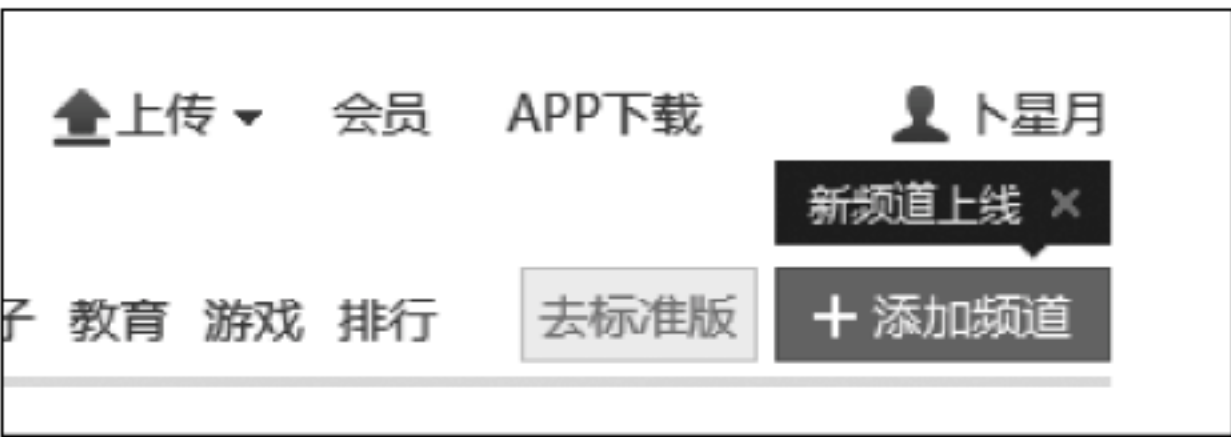 上传 会员 APP下载 卜星月
新频道上线 ×
子 教育 游戏 排行 去标准版 + 添加频道